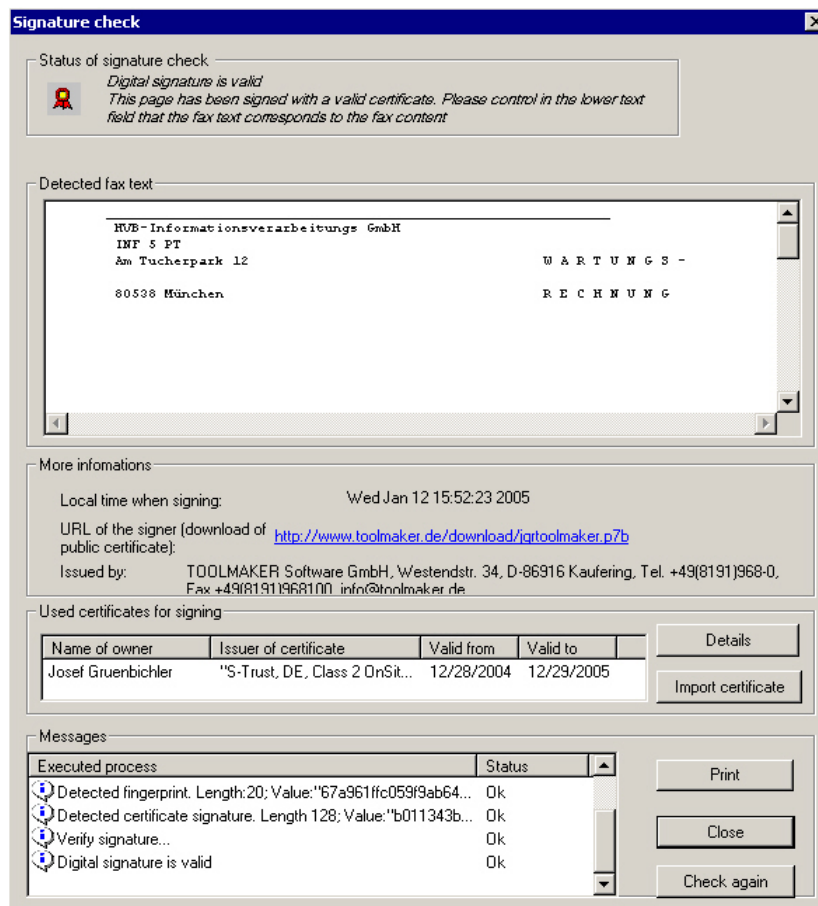 Signature check
Status of signature check
Digital signature is valid
This page has been signed with a valid certificate. Please control in the lower text
field that the fax text corresponds to the fax content
Detected fax text
HVB-Informationsverarbeitungs GmbH
INF 5 PT
Am Tucherpark 12 W A R T U N G S -
80538 München R E C H N U N G
More infomations
Local time when signing: Wed Jan 12 15:52:23 2005
URL of the signer (download of
public certificate): http://www.toolmaker.de/download/jgrtoolmaker.p7b
Issued by: TOOLMAKER Software GmbH, Westendstr. 34, D-86916 Kaufering, Tel. +49(8191)968-0,
Fax +49(8191)968100, info@toolmaker.de
Used certificates for signing
Name of owner Issuer of certificate Valid from Valid to
Josef Gruenbichler "S-Trust, DE, Class 2 OnSit... 12/28/2004 12/29/2005
Details
Import certificate
Messages
Executed process Status
Detected fingerprint. Length:20; Value:"67a961ffc059f9ab64... Ok
Detected certificate signature. Length 128; Value:"b011343b... Ok
Verify signature... Ok
Digital signature is valid Ok
Print
Close
Check again